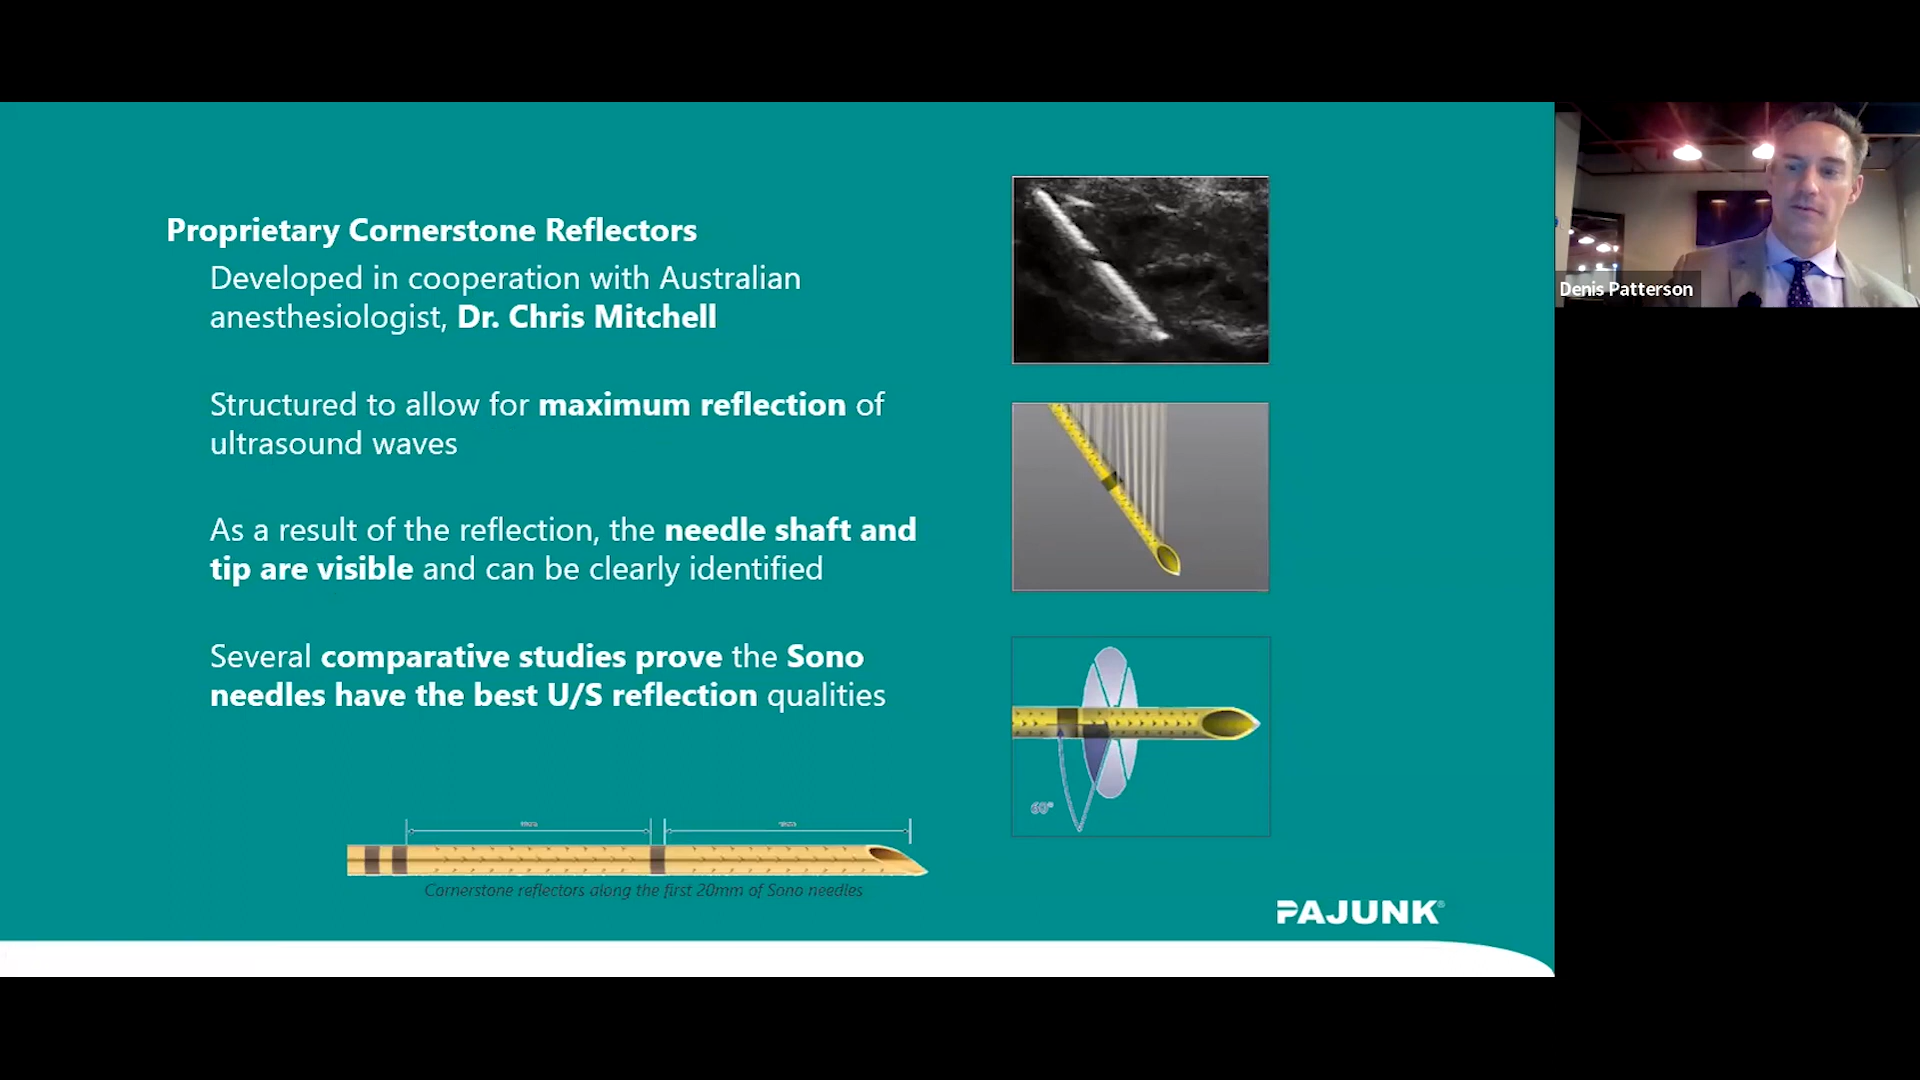 Proprietary Cornerstone Reflectors
Developed in cooperation with Australian
anesthesiologist, Dr. Chris Mitchell
Structured to allow for maximum reflection of
ultrasound waves
As a result of the reflection, the needle shaft and
tip are visible and can be clearly identified
Several comparative studies prove the Sono
needles have the best U/S reflection qualities
Cornerstone reflectors along the first 20mm of Sono needles
60°
PAJUNK®
Denis Patterson